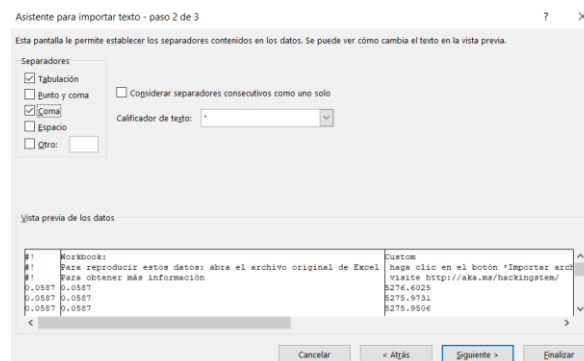 Asistente para importar texto - paso 2 de 3 ? ×
Esta pantalla le permite establecer los separadores contenidos en los datos. Se puede ver cómo cambia el texto en la vista previa.
Separadores
Tabulación
Punto y coma
Coma
Espacio
Otro:
Considerar separadores consecutivos como uno solo
Calificador de texto: "
Vista previa de los datos
#! Workbook: Custom
#! Para reproducir estos datos: abra el archivo original de Excel haga clic en el botón "Importar arch
#! Para obtener más información visite http://aka.ms/hackingstem/
0.0587 0.0587 5276.6025
0.0587 0.0587 5275.9731
0.0587 0.0587 5275.9506
Cancelar < Atrás Siguiente > Finalizar